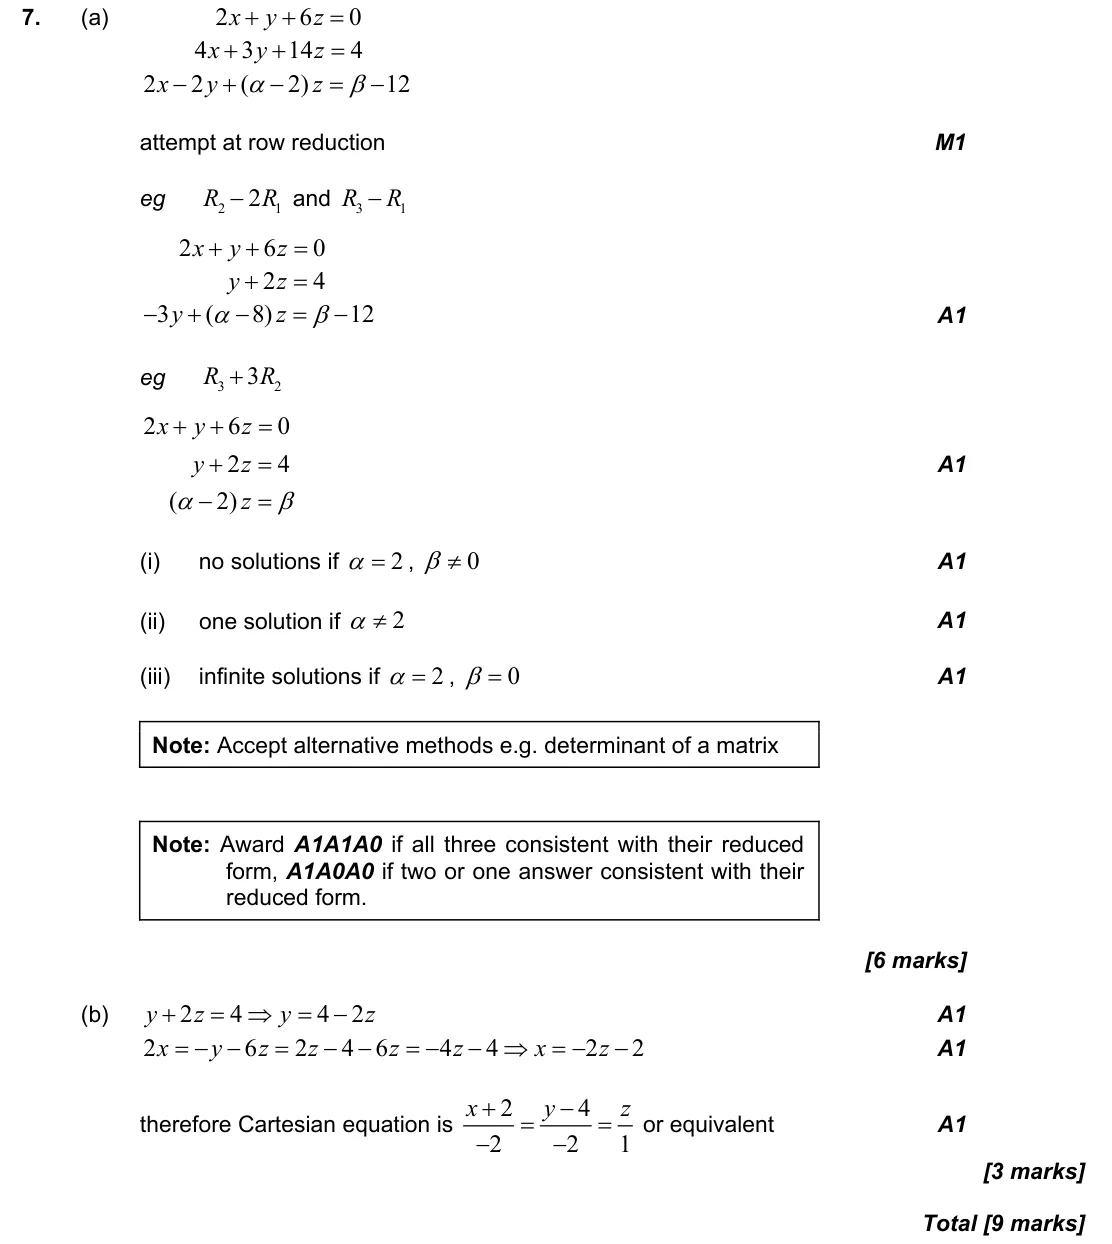 7. (a) 2x + y + 6z = 0
4x + 3y + 14z = 4
2x − 2y + (α − 2)z = β − 12
attempt at row reduction M1
eg R₂ − 2R₁ and R₃ − R₁
2x + y + 6z = 0
y + 2z = 4
−3y + (α − 8)z = β − 12 A1
eg R₃ + 3R₂
2x + y + 6z = 0
y + 2z = 4 A1
(α − 2)z = β
(i) no solutions if α = 2, β ≠ 0 A1
(ii) one solution if α ≠ 2 A1
(iii) infinite solutions if α = 2, β = 0 A1
Note: Accept alternative methods e.g. determinant of a matrix
Note: Award A1A1A0 if all three consistent with their reduced
form, A1A0A0 if two or one answer consistent with their
reduced form.
[6 marks]
(b) y + 2z = 4 ⇒ y = 4 − 2z A1
2x = −y − 6z = 2z − 4 − 6z = −4z − 4 ⇒ x = −2z − 2 A1
therefore Cartesian equation is (x + 2)/−2 = (y − 4)/−2 = z/1 or equivalent A1
[3 marks]
Total [9 marks]